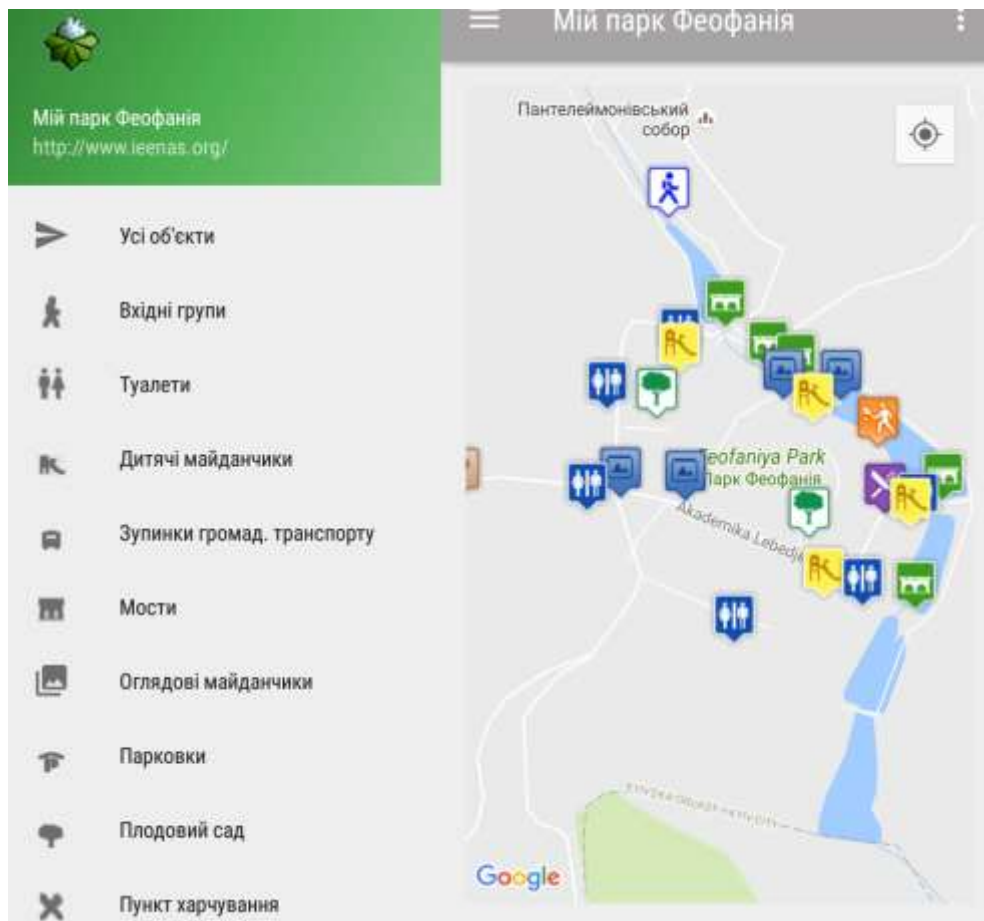 Мій парк Феофанія
http://www.ieenas.org/
Усі об'єкти
Вхідні групи
Туалети
Дитячі майданчики
Зупинки громад. транспорту
Мости
Оглядові майданчики
Парковки
Плодовий сад
Пункт харчування
Мій парк Феофанія
Пантелеймонівський
собор
Feofaniya Park
Парк Феофанія
Akademika
Google